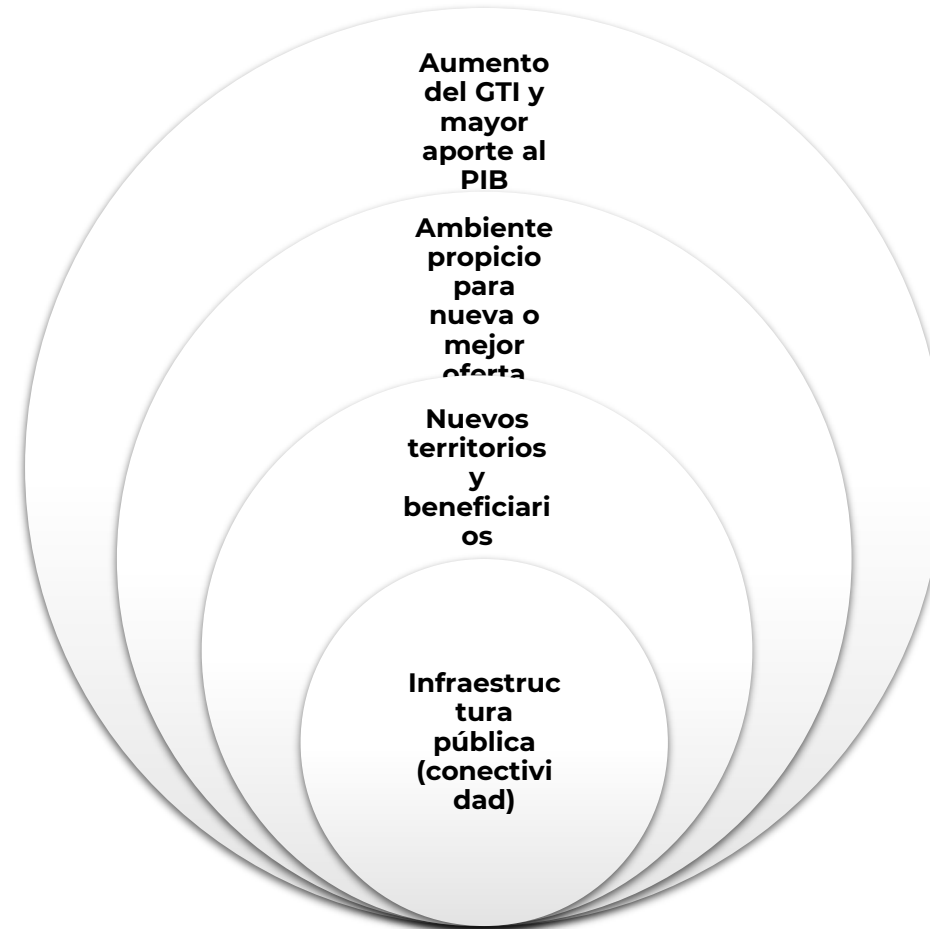 Aumento
del GTI y
mayor
aporte al
PIB
Ambiente
propicio
para
nueva o
mejor
oferta
Nuevos
territorios
y
beneficiari
os
Infraestruc
tura
pública
(conectivi
dad)